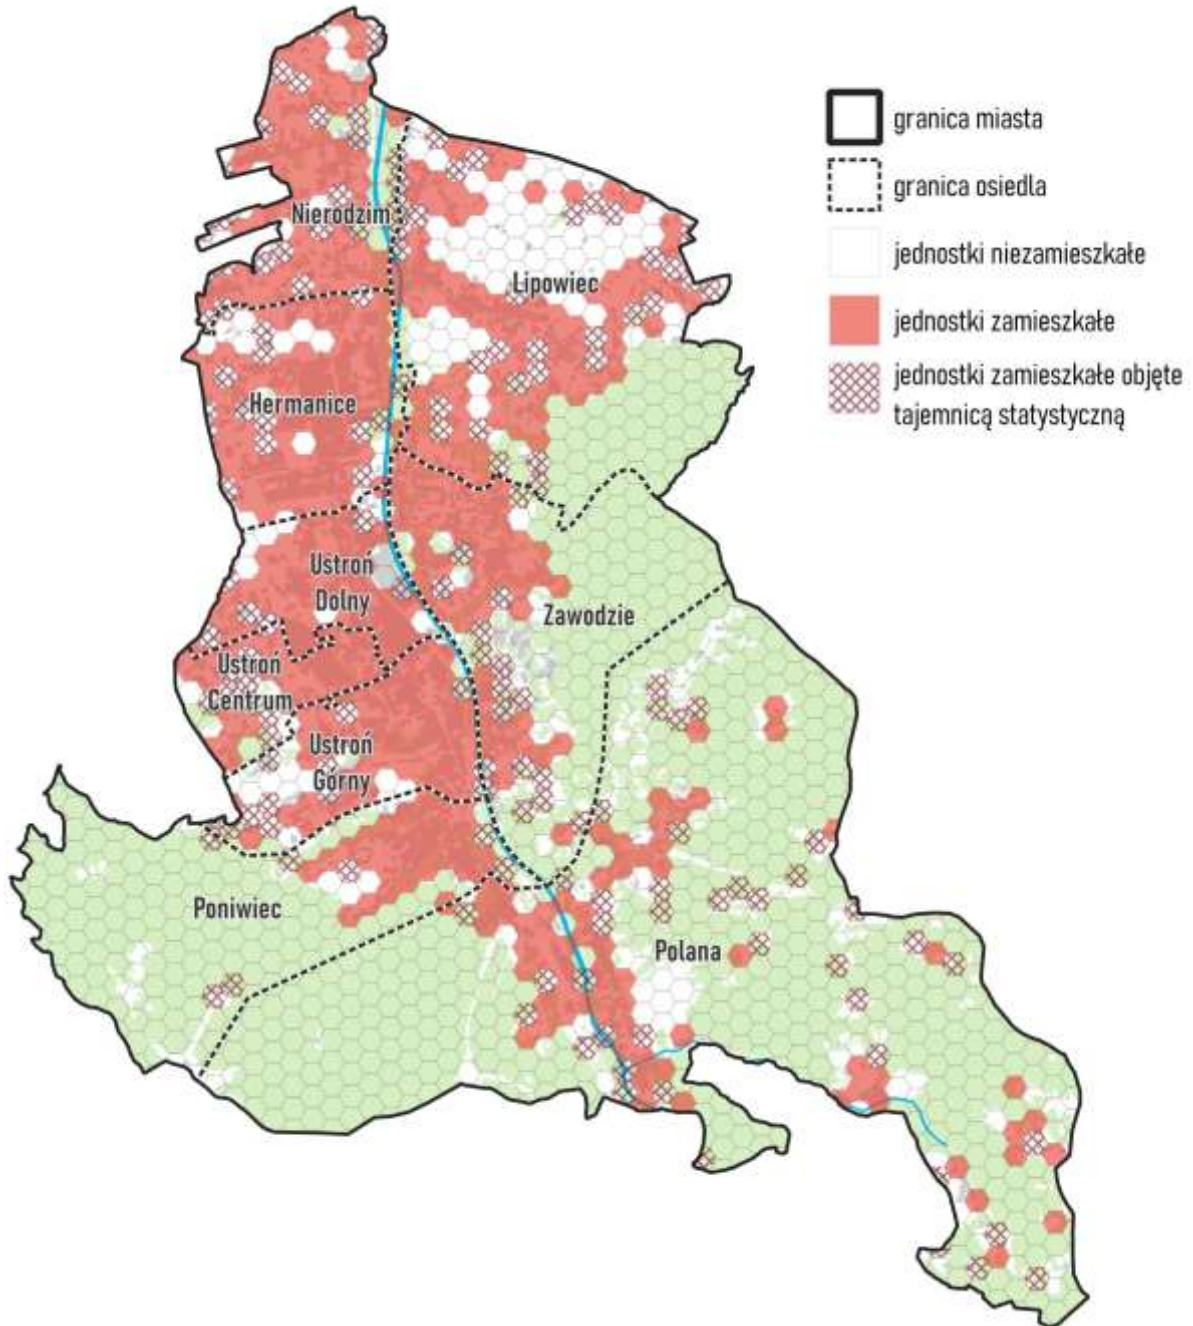 granica miasta
granica osiedla
jednostki niezamieszkałe
jednostki zamieszkałe
jednostki zamieszkałe objęte
tajemnicą statystyczną
Nierodzim
Lipowiec
Hermanice
Ustroń
Dolny
Zawodzie
Ustroń
Centrum
Ustroń
Górny
Poniwiec
Polana